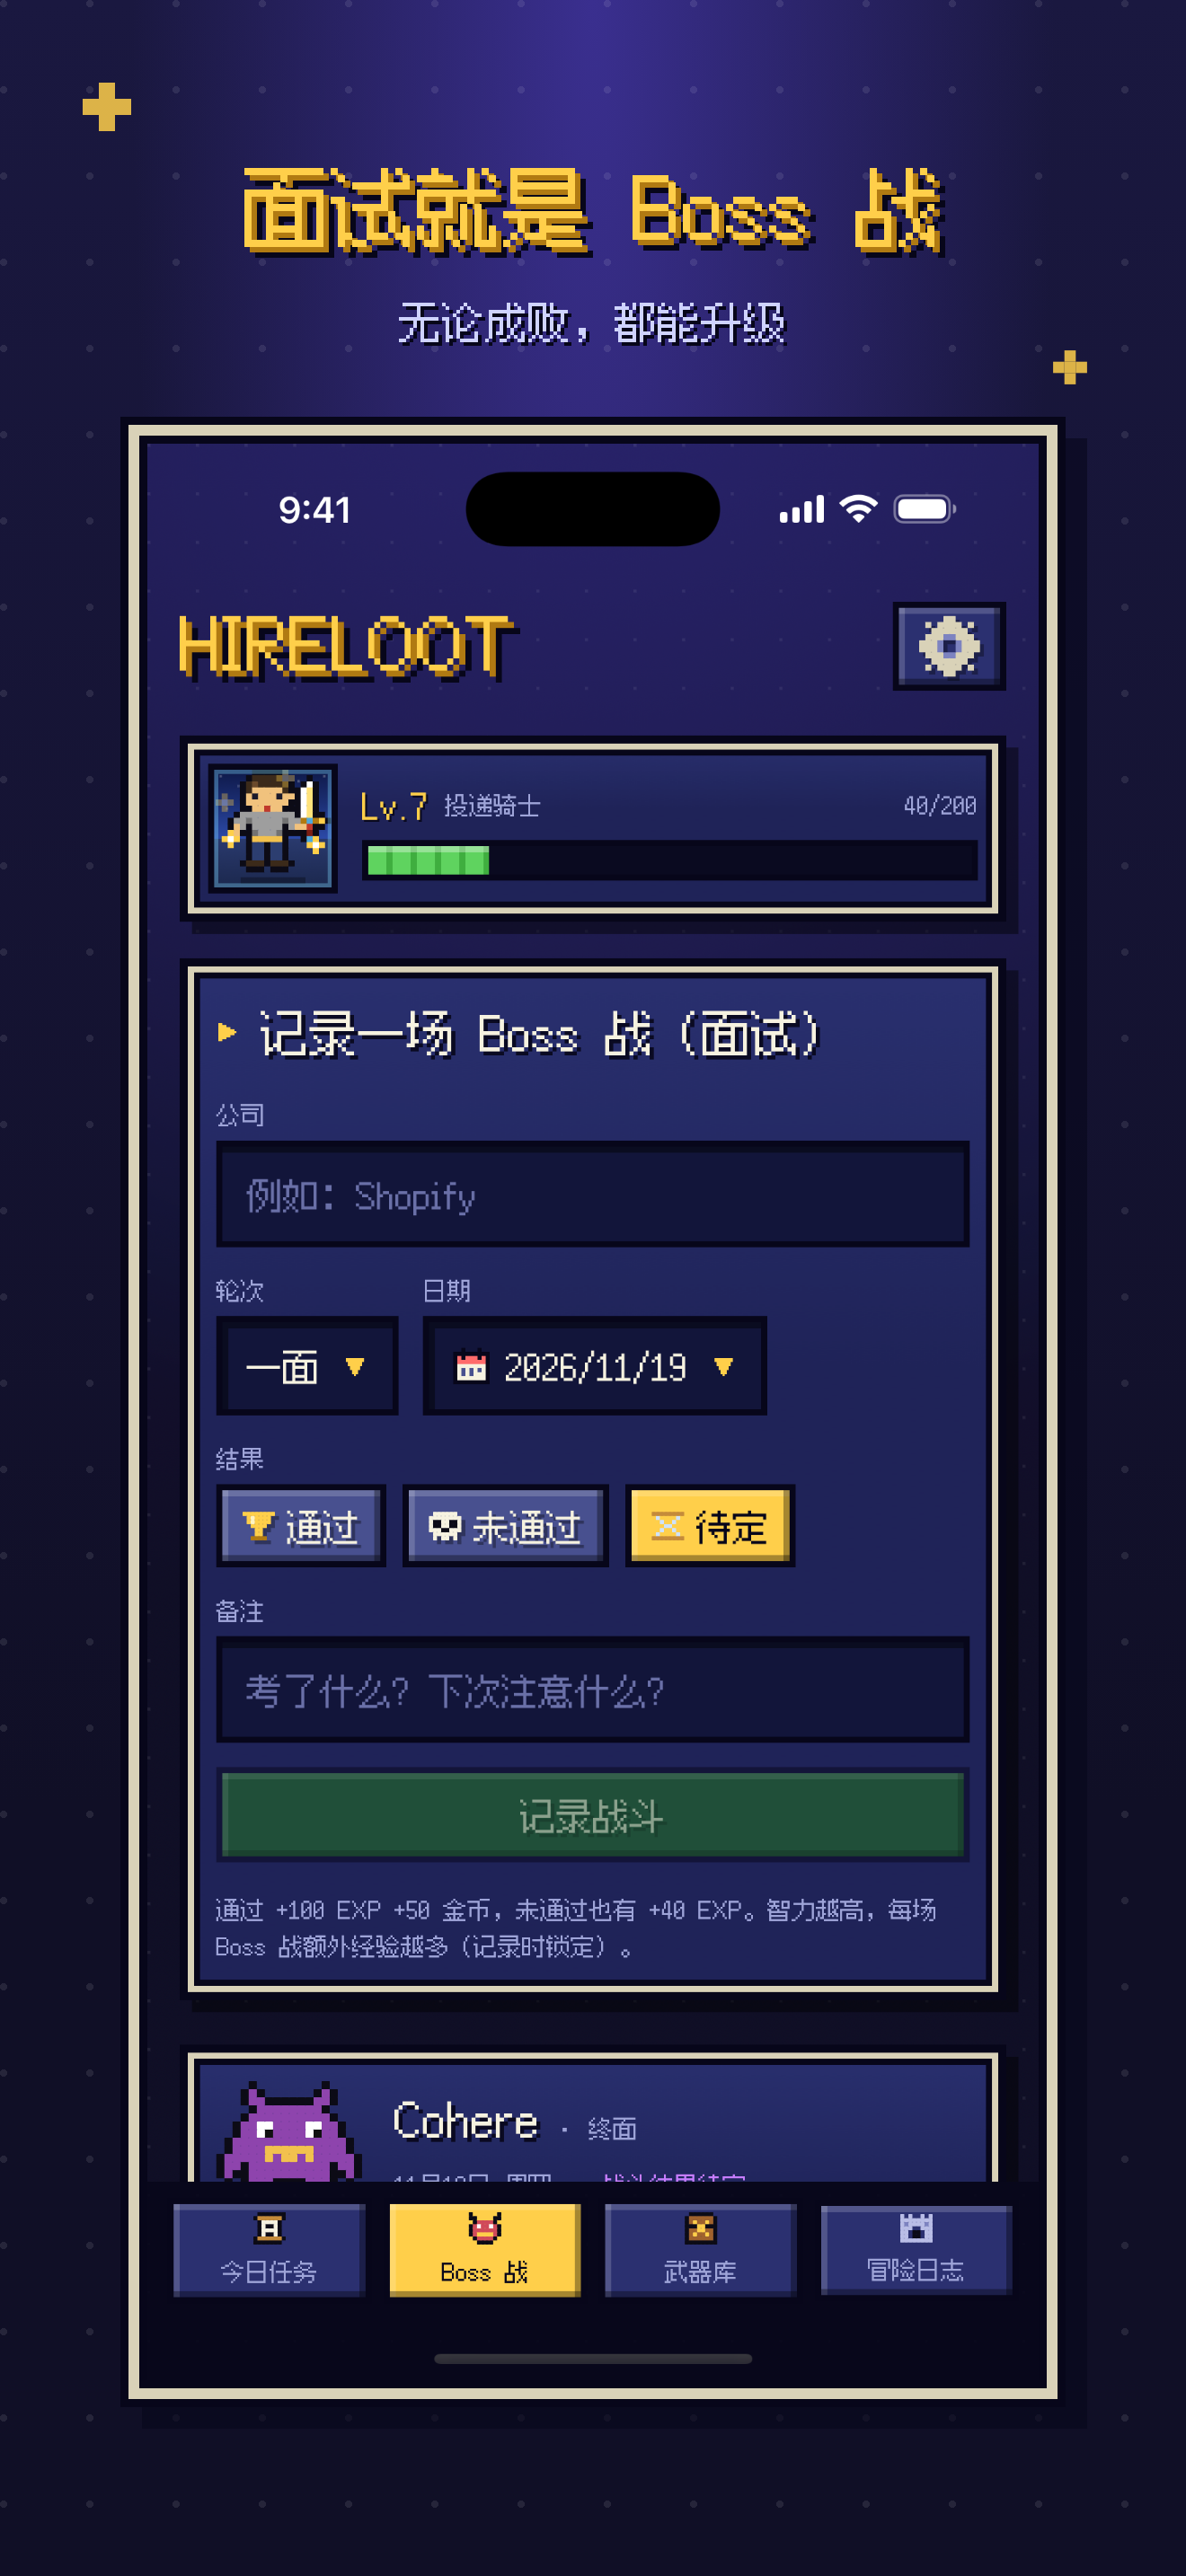 面试就是 Boss 战
无论成败，都能升级
9:41
HIRELOOT
Lv.7 投递骑士 40/200
记录一场 Boss 战（面试）
公司
例如：Shopify
轮次 日期
一面 2026/11/19
结果
通过 未通过 待定
备注
考了什么？下次注意什么？
记录战斗
通过 +100 EXP +50 金币，未通过也有 +40 EXP。智力越高，每场
Boss 战额外经验越多（记录时锁定）。
Cohere · 终面
今日任务 Boss 战 武器库 冒险日志